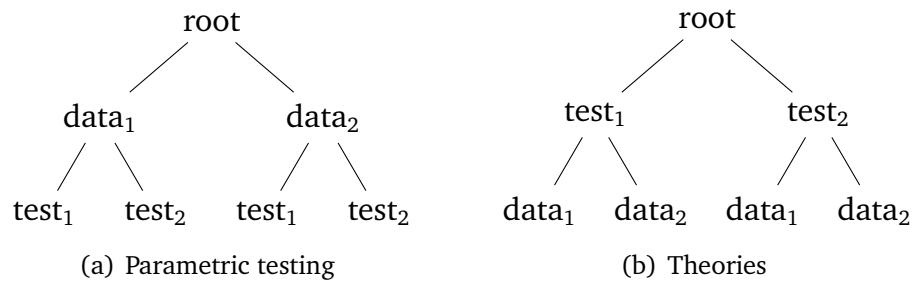 root
data₁ data₂
test₁ test₂ test₁ test₂
(a) Parametric testing
root
test₁ test₂
data₁ data₂ data₁ data₂
(b) Theories